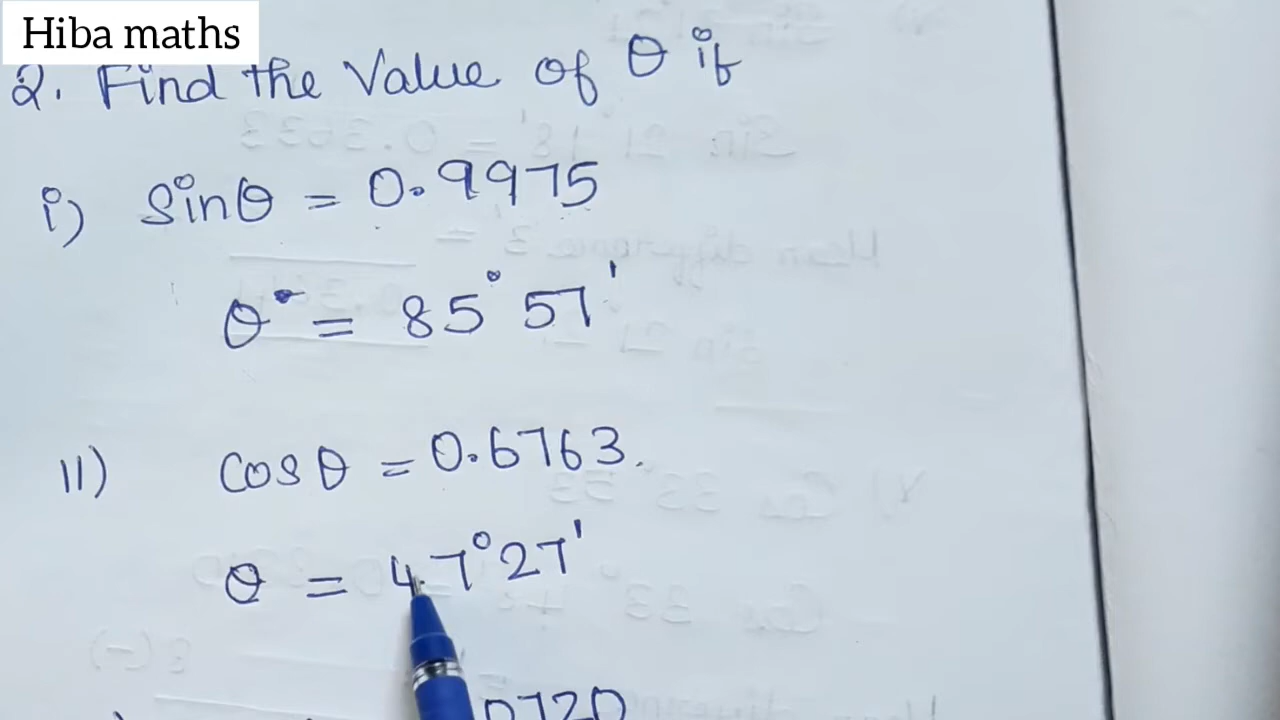 Hiba maths
2. Find the Value of θ if
i) sinθ = 0.9975
θ = 85° 57'
II) cosθ = 0.6763.
θ = 47° 27'
0720